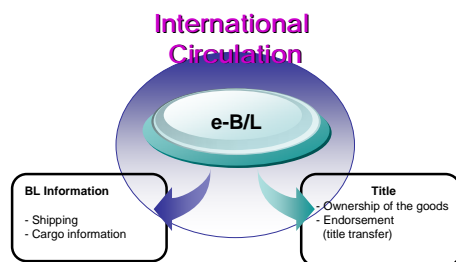 International
Circulation
e-B/L
BL Information
- Shipping
- Cargo information
Title
- Ownership of the goods
- Endorsement
(title transfer)